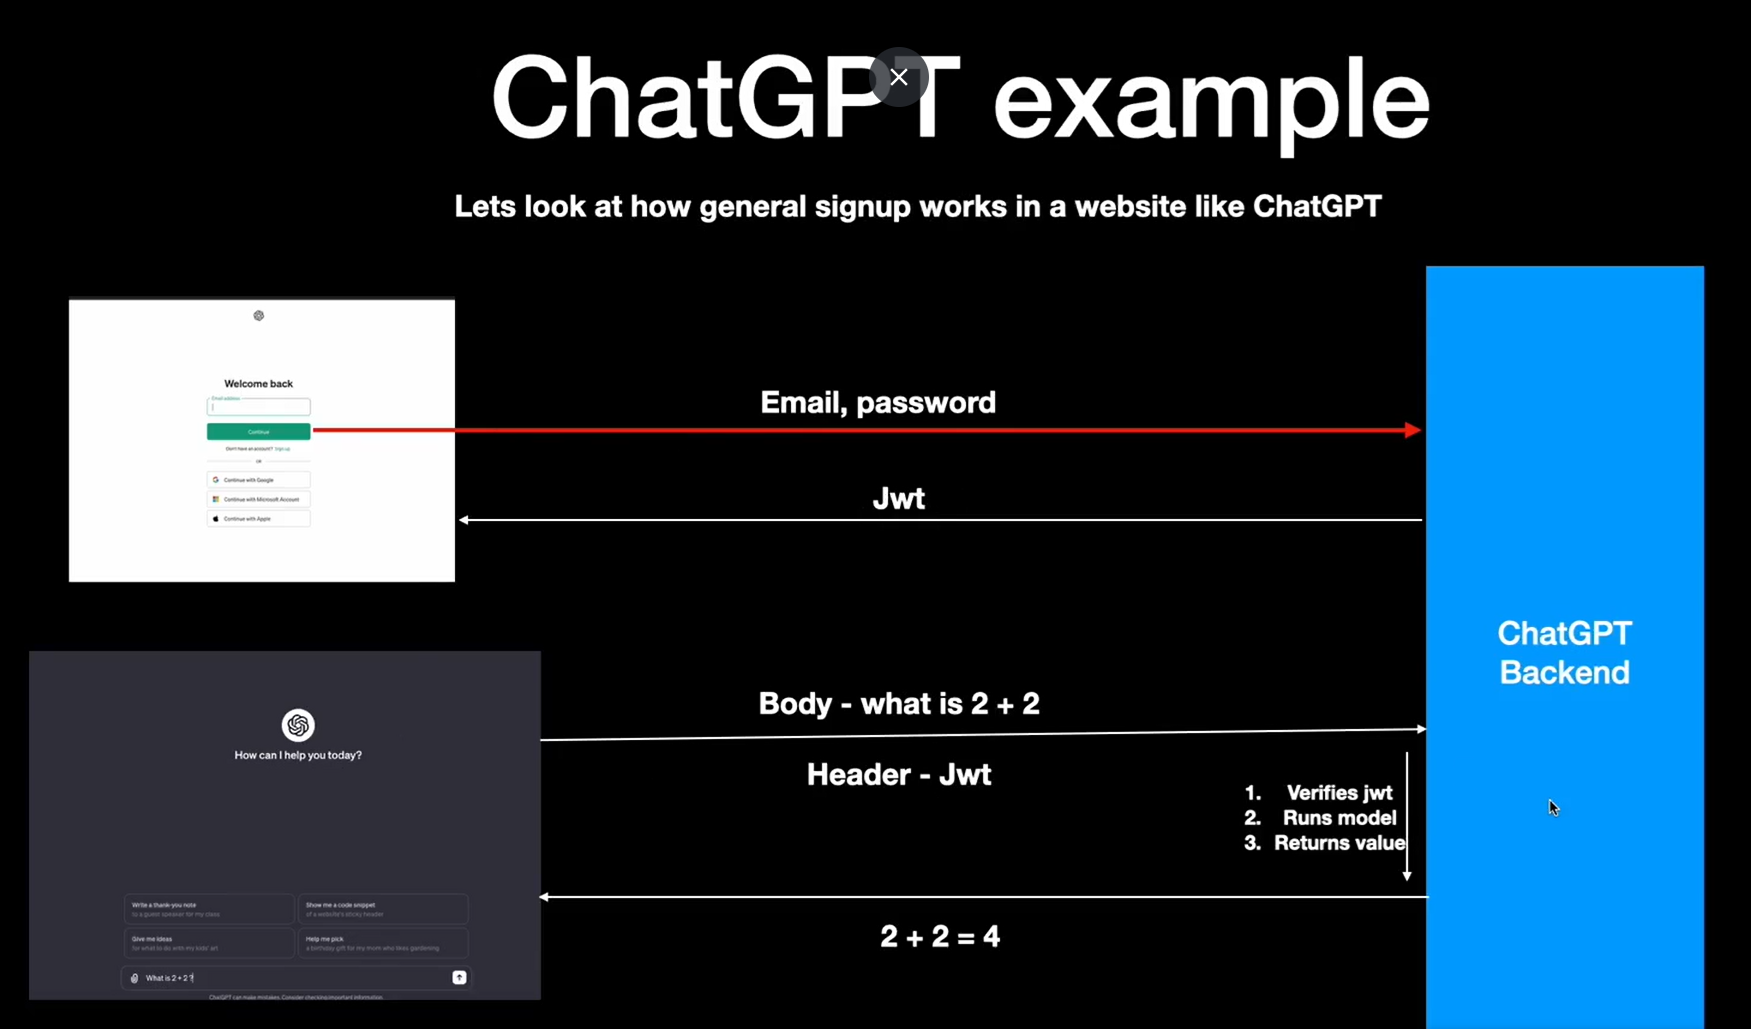 ChatGPT example
Lets look at how general signup works in a website like ChatGPT
Welcome back
Email address
Continue
Don't have an account? Sign up
OR
Continue with Google
Continue with Microsoft Account
Continue with Apple
Email, password
Jwt
ChatGPT
Backend
How can I help you today?
Body - what is 2 + 2
Header - Jwt
1. Verifies jwt
2. Runs model
3. Returns value
Write a thank-you note
to a guest speaker for my class
Show me a code snippet
of a website's sticky header
Give me ideas
for what to do with my kids' art
Help me pick
a birthday gift for my mom who likes gardening
What is 2 + 2 ?
ChatGPT can make mistakes. Consider checking important information.
2 + 2 = 4